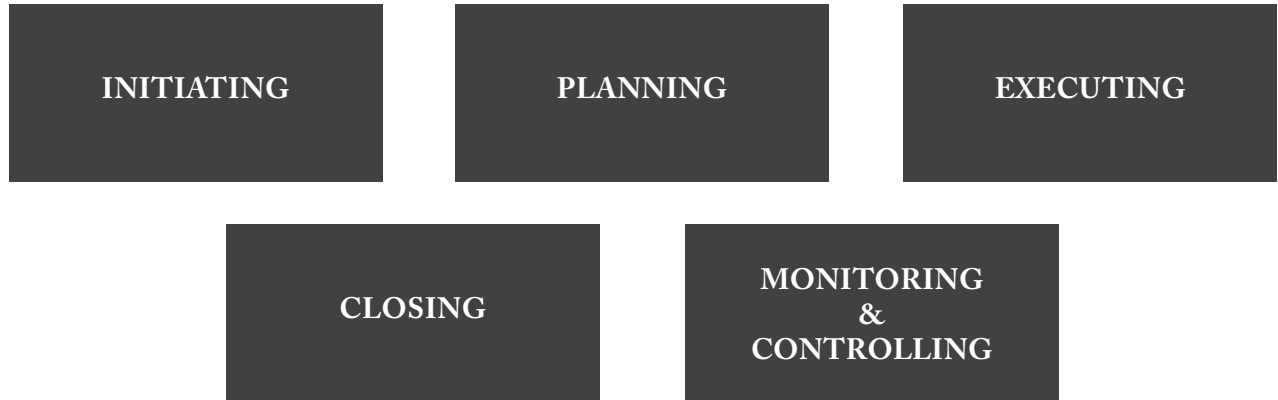 INITIATING
PLANNING
EXECUTING
CLOSING
MONITORING
&
CONTROLLING